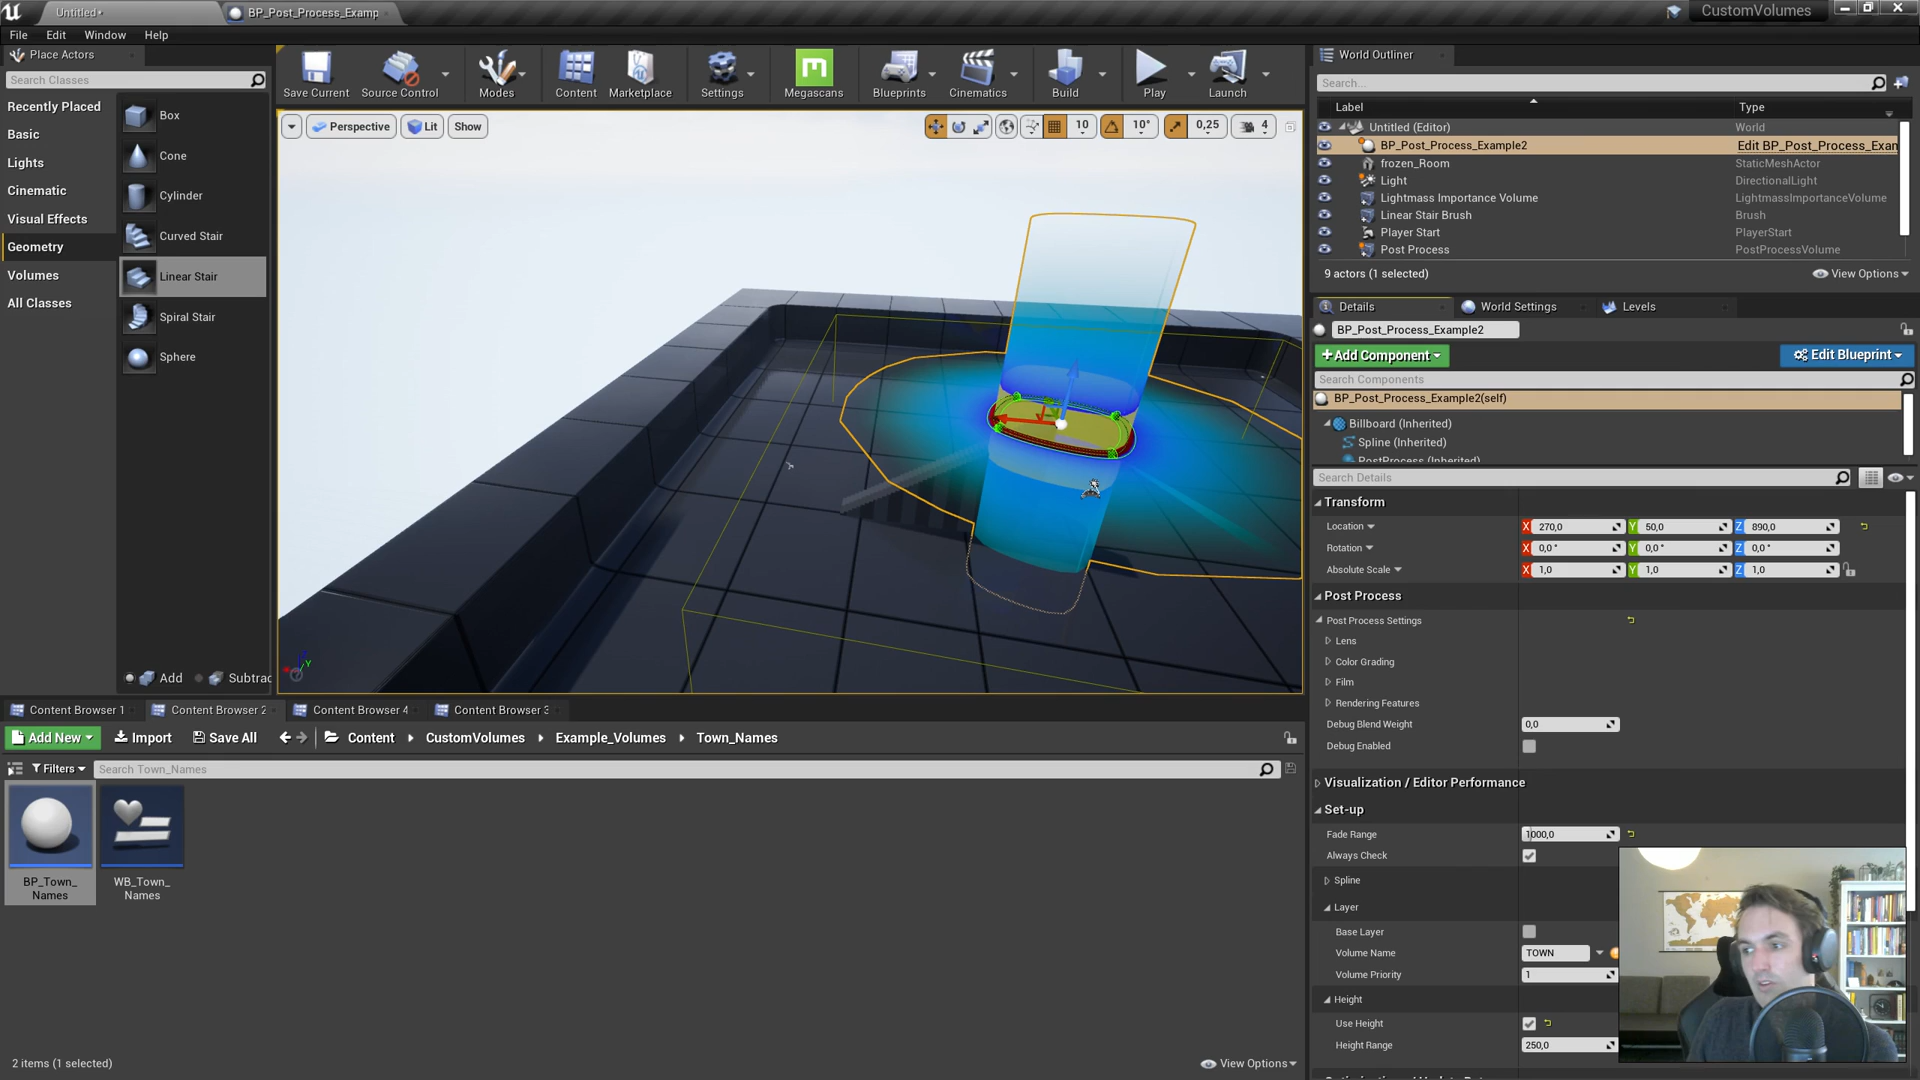 Untitled•
BP_Post_Process_Examp
CustomVolumes
File Edit Window Help
Place Actors
Search Classes
Recently Placed
Basic
Lights
Cinematic
Visual Effects
Geometry
Volumes
All Classes
Box
Cone
Cylinder
Curved Stair
Linear Stair
Spiral Stair
Sphere
Add Subtrac
Save Current
Source Control
Modes
Content
Marketplace
Settings
Megascans
Blueprints
Cinematics
Build
Play
Launch
Perspective Lit Show
10 10° 0,25 4
Y
World Outliner
Search...
Label Type
Untitled (Editor) World
BP_Post_Process_Example2 Edit BP_Post_Process_Exan
frozen_Room StaticMeshActor
Light DirectionalLight
Lightmass Importance Volume LightmassImportanceVolume
Linear Stair Brush Brush
Player Start PlayerStart
Post Process PostProcessVolume
9 actors (1 selected) View Options
Details World Settings Levels
BP_Post_Process_Example2
+Add Component Edit Blueprint
Search Components
BP_Post_Process_Example2(self)
Billboard (Inherited)
Spline (Inherited)
PostProcess (Inherited)
Search Details
Transform
Location X 270,0 Y 50,0 Z 890,0
Rotation X 0,0 ° Y 0,0 ° Z 0,0 °
Absolute Scale X 1,0 Y 1,0 Z 1,0
Post Process
Post Process Settings
Lens
Color Grading
Film
Rendering Features
Debug Blend Weight 0,0
Debug Enabled
Visualization / Editor Performance
Set-up
Fade Range 1000,0
Always Check
Spline
Layer
Base Layer
Volume Name TOWN
Volume Priority 1
Height
Use Height
Height Range 250,0
Content Browser 1 Content Browser 2 Content Browser 4 Content Browser 3
Add New Import Save All Content CustomVolumes Example_Volumes Town_Names
Filters Search Town_Names
BP_Town_
Names
WB_Town_
Names
2 items (1 selected) View Options